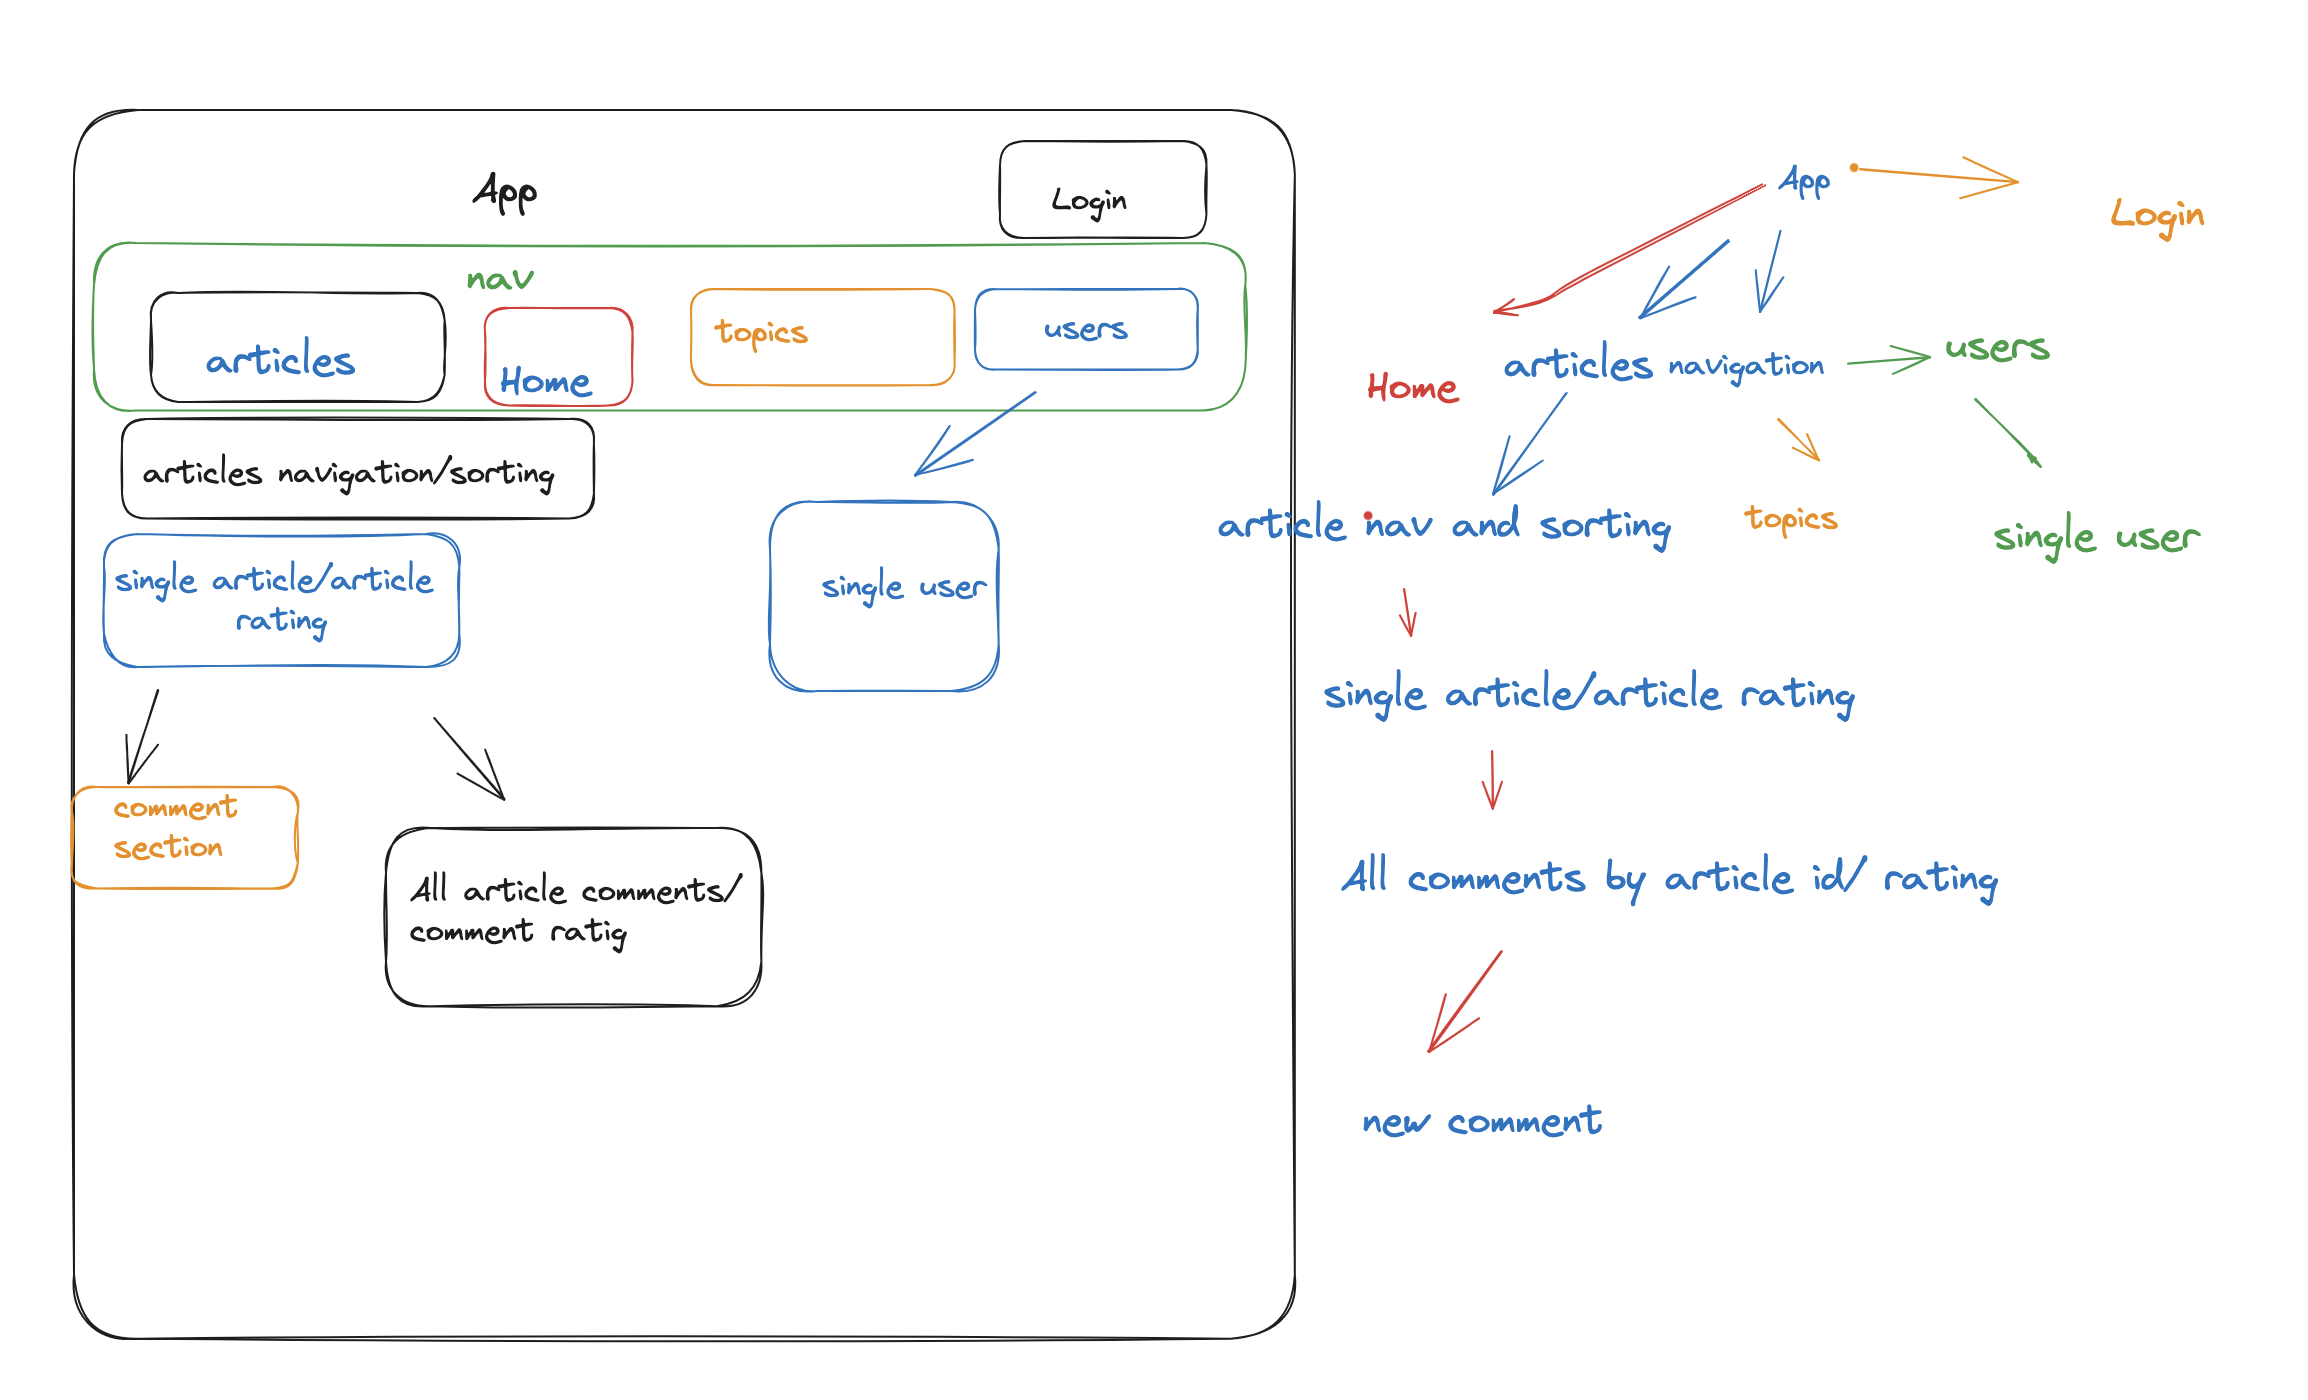 App
Login
nav
articles
Home
topics
users
articles navigation/sorting
single article/article
rating
single user
comment
section
All article comments/
comment ratig
App
Login
Home
articles
navigation
users
article nav and sorting
topics
single user
single article/article rating
All comments by article id/ rating
new comment